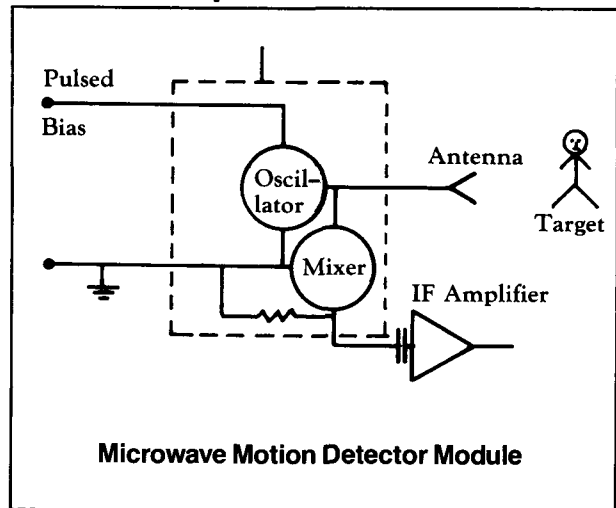 Pulsed
Bias
Oscil-
lator
Antenna
Target
Mixer
IF Amplifier
Microwave Motion Detector Module